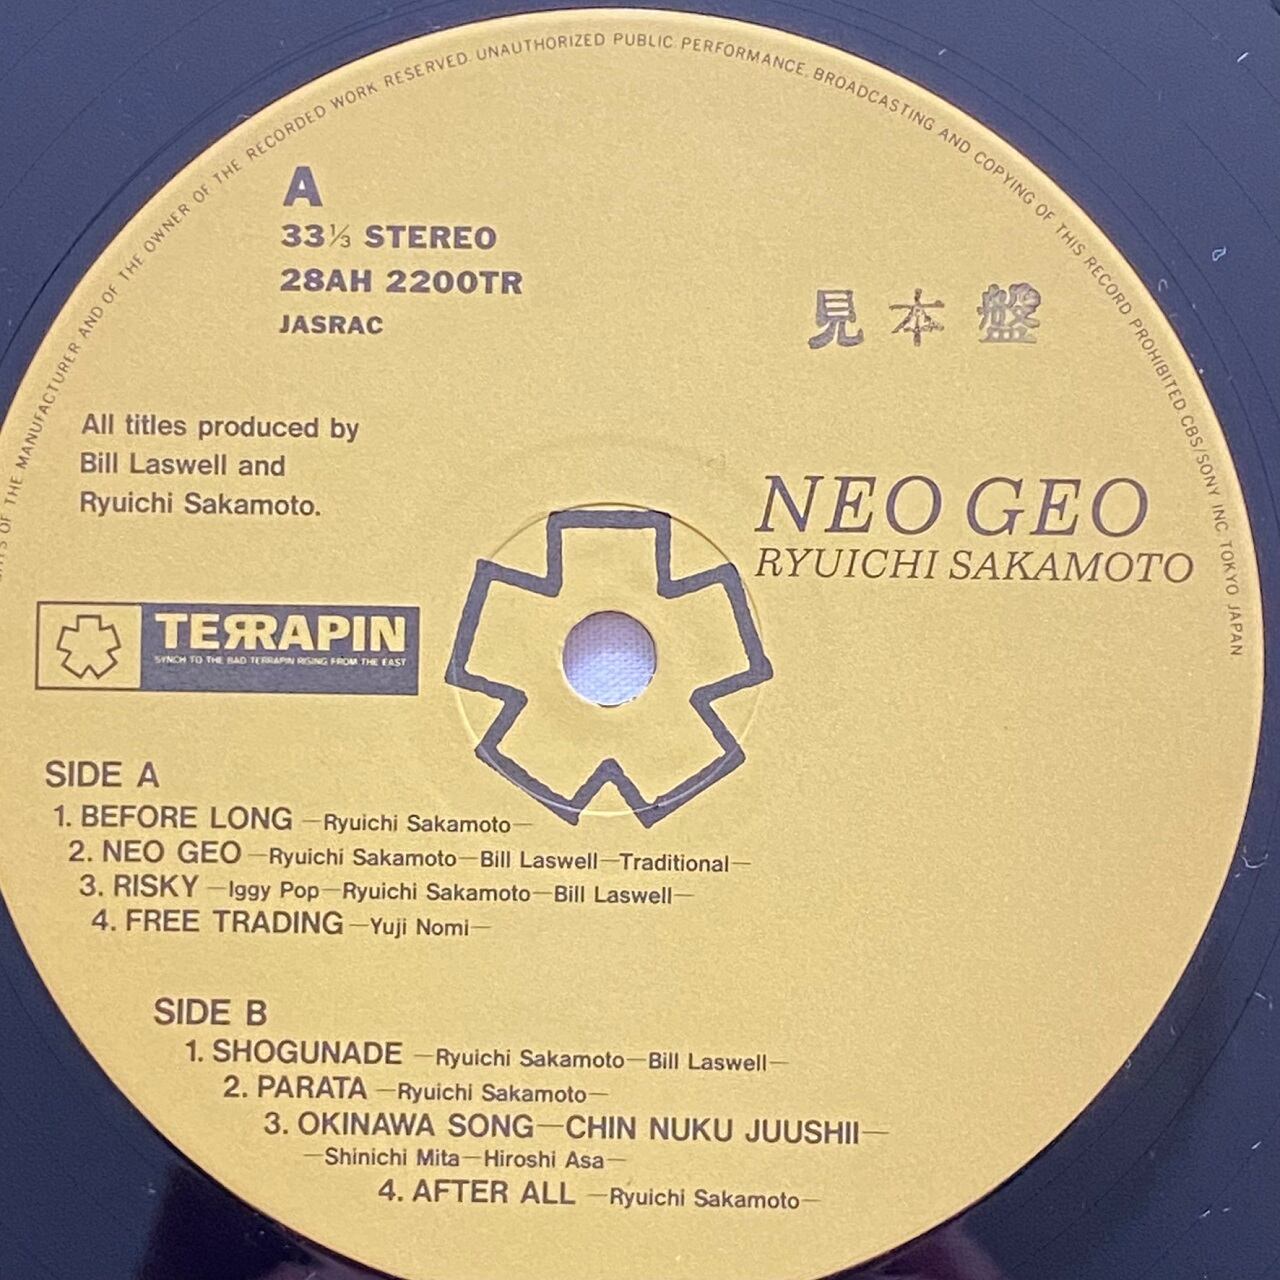 OF THE MANUFACTURER AND OF THE OWNER OF THE RECORDED WORK RESERVED. UNAUTHORIZED PUBLIC PERFORMANCE, BROADCASTING AND COPYING OF THIS RECORD PROHIBITED. CBS/SONY INC. TOKYO JAPAN
A
33⅓ STEREO
28AH 2200TR
JASRAC
見本盤
All titles produced by
Bill Laswell and
Ryuichi Sakamoto.
NEO GEO
RYUICHI SAKAMOTO
TERRAPIN
SYNCH TO THE BAD TERRAPIN RISING FROM THE EAST
SIDE A
1. BEFORE LONG —Ryuichi Sakamoto—
2. NEO GEO —Ryuichi Sakamoto—Bill Laswell—Traditional—
3. RISKY —Iggy Pop—Ryuichi Sakamoto—Bill Laswell—
4. FREE TRADING —Yuji Nomi—
SIDE B
1. SHOGUNADE —Ryuichi Sakamoto—Bill Laswell—
2. PARATA —Ryuichi Sakamoto—
3. OKINAWA SONG—CHIN NUKU JUUSHII—
—Shinichi Mita—Hiroshi Asa—
4. AFTER ALL —Ryuichi Sakamoto—